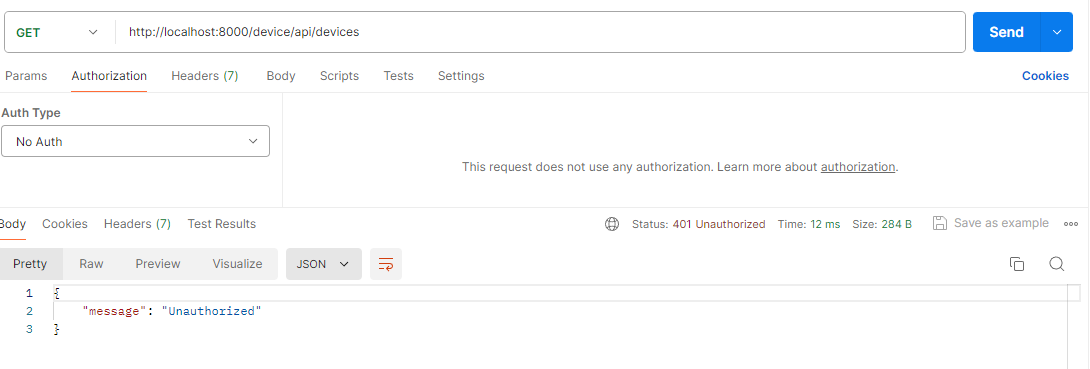 GET http://localhost:8000/device/api/devices Send
Params Authorization Headers (7) Body Scripts Tests Settings Cookies
Auth Type
No Auth
This request does not use any authorization. Learn more about authorization.
Body Cookies Headers (7) Test Results Status: 401 Unauthorized Time: 12 ms Size: 284 B Save as example
Pretty Raw Preview Visualize JSON
1 {
2 "message": "Unauthorized"
3 }